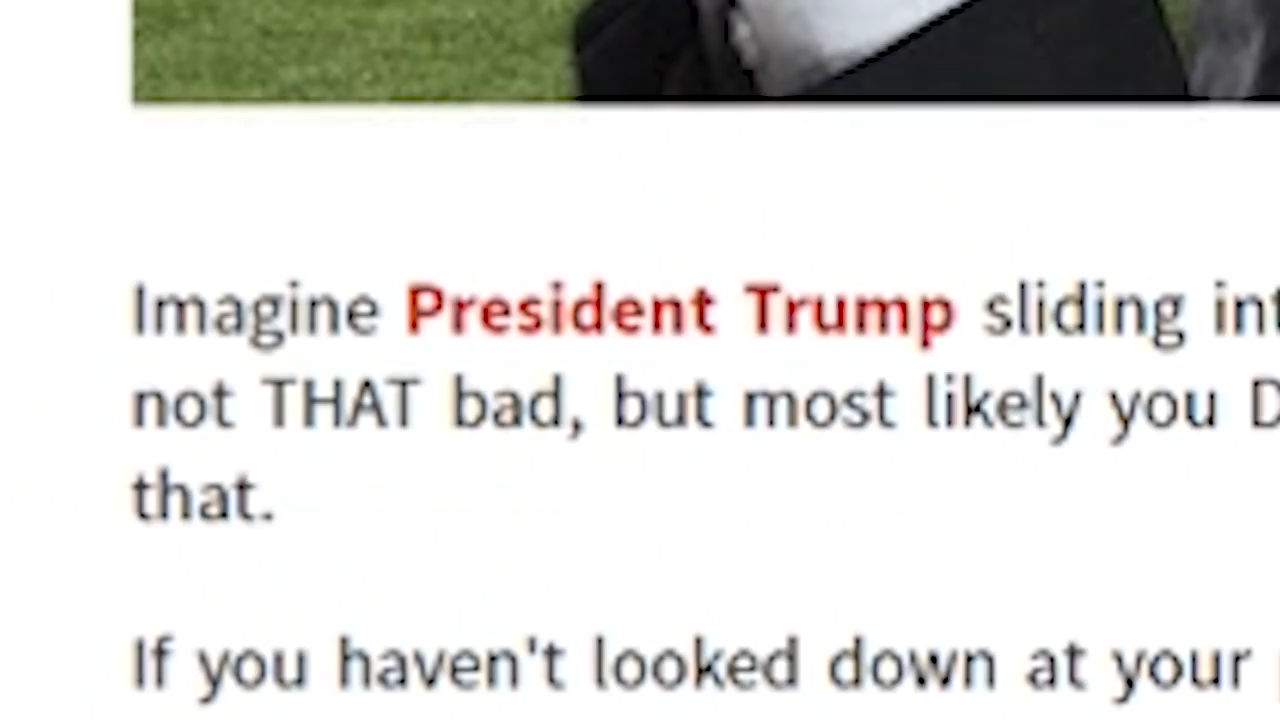 Imagine President Trump sliding
not THAT bad, but most likely you
that.
If you haven't looked down at your